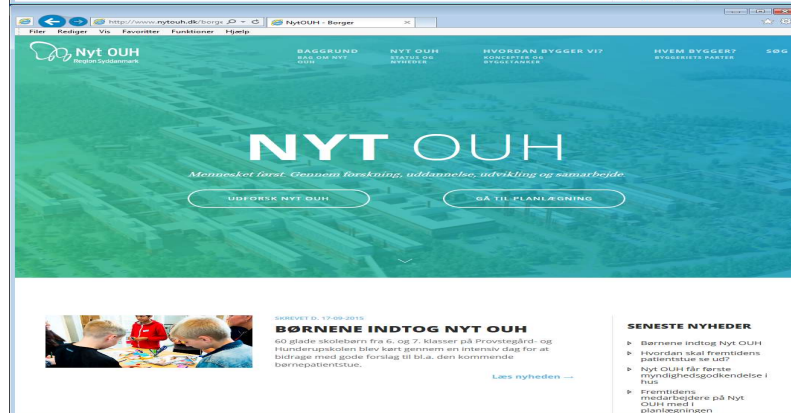 http://www.nytouh.dk/borge
NytOUH - Borger
Filer Rediger Vis Favoritter Funktioner Hjælp
Nyt OUH
Region Syddanmark
BAGGRUND
BAG OM NYT
OUH
NYT OUH
STATUS OG
NYHEDER
HVORDAN BYGGER VI?
KONCEPTER OG
BYGGETANKER
HVEM BYGGER?
BYGGERIETS PARTER
SØG
NYT OUH
Mennesket først. Gennem forskning, uddannelse, udvikling og samarbejde
UDFORSK NYT OUH
GÅ TIL PLANLÆGNING
SKREVET D. 17-09-2015
BØRNENE INDTOG NYT OUH
60 glade skolebørn fra 6. og 7. klasser på Provstegård- og
Hunderupskolen blev kørt gennem en intensiv dag for at
bidrage med gode forslag til bl.a. den kommende
børnepatientstue.
Læs nyheden →
SENESTE NYHEDER
Børnene indtog Nyt OUH
Hvordan skal fremtidens
patientstue se ud?
Nyt OUH får første
myndighedsgodkendelse i
hus
Fremtidens
medarbejdere på Nyt
OUH med i
planlægningen